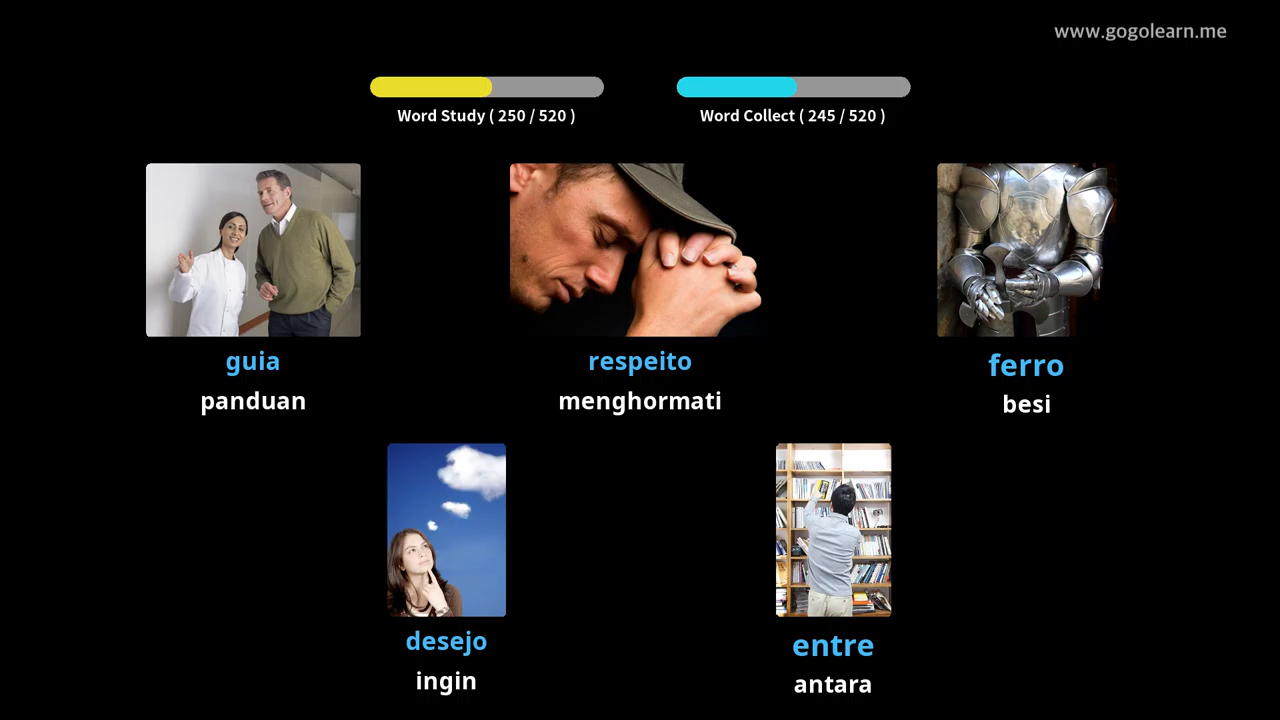 www.gogolearn.me
Word Study ( 250 / 520 )
Word Collect ( 245 / 520 )
guia
panduan
respeito
menghormati
ferro
besi
desejo
ingin
entre
antara